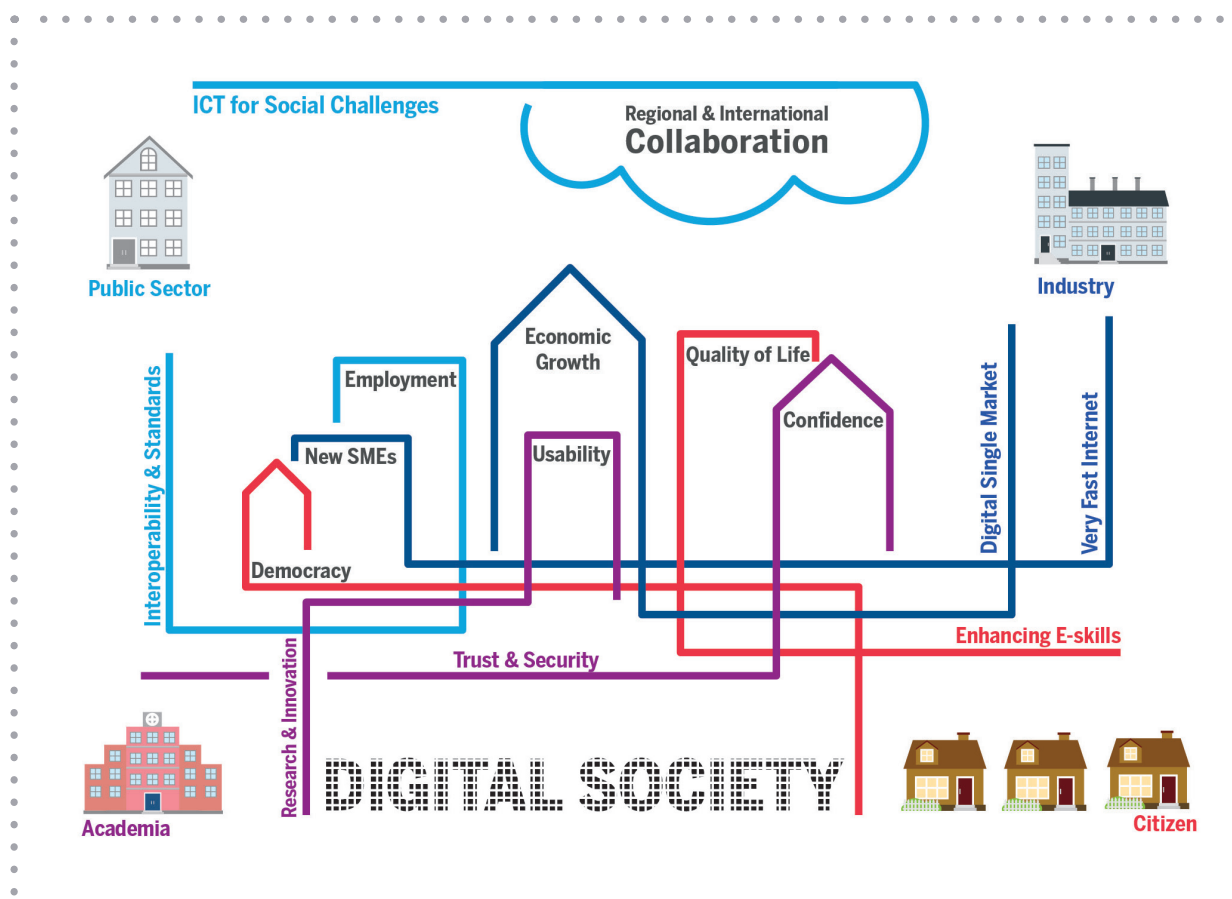 ICT for Social Challenges
Regional & International
Collaboration
Public Sector
Industry
Economic
Growth
Quality of Life
Employment
Confidence
New SMEs
Usability
Democracy
Interoperability & Standards
Digital Single Market
Very Fast Internet
Enhancing E-skills
Trust & Security
Research & Innovation
DIGITAL SOCIETY
Academia
Citizen